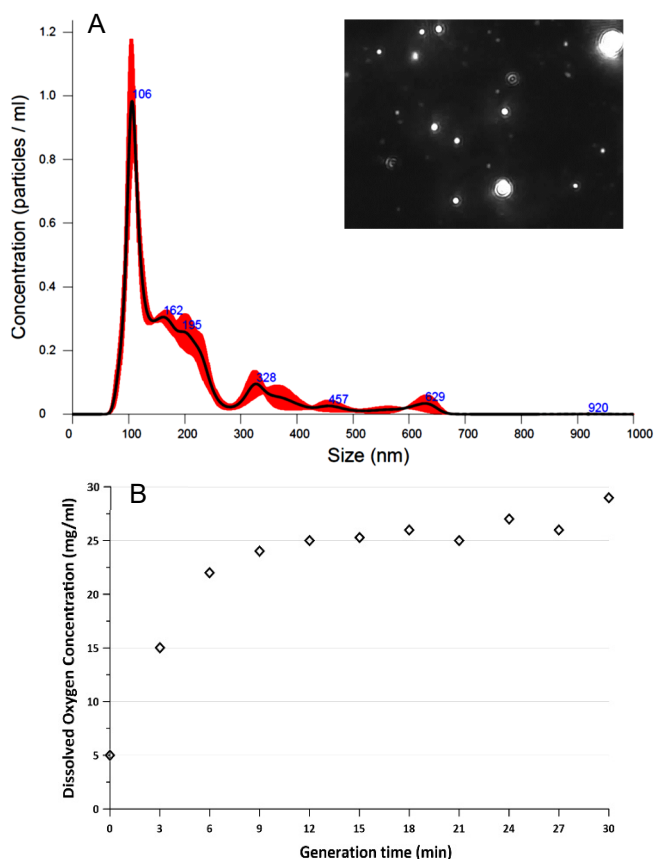 A
Concentration (particles / ml)
1.2
1.0
0.8
0.6
0.4
0.2
0
106
162
195
328
457
629
920
0 100 200 300 400 500 600 700 800 900 1000
Size (nm)
B
Dissolved Oxygen Concentration (mg/ml)
30
25
20
15
10
5
0
0 3 6 9 12 15 18 21 24 27 30
Generation time (min)